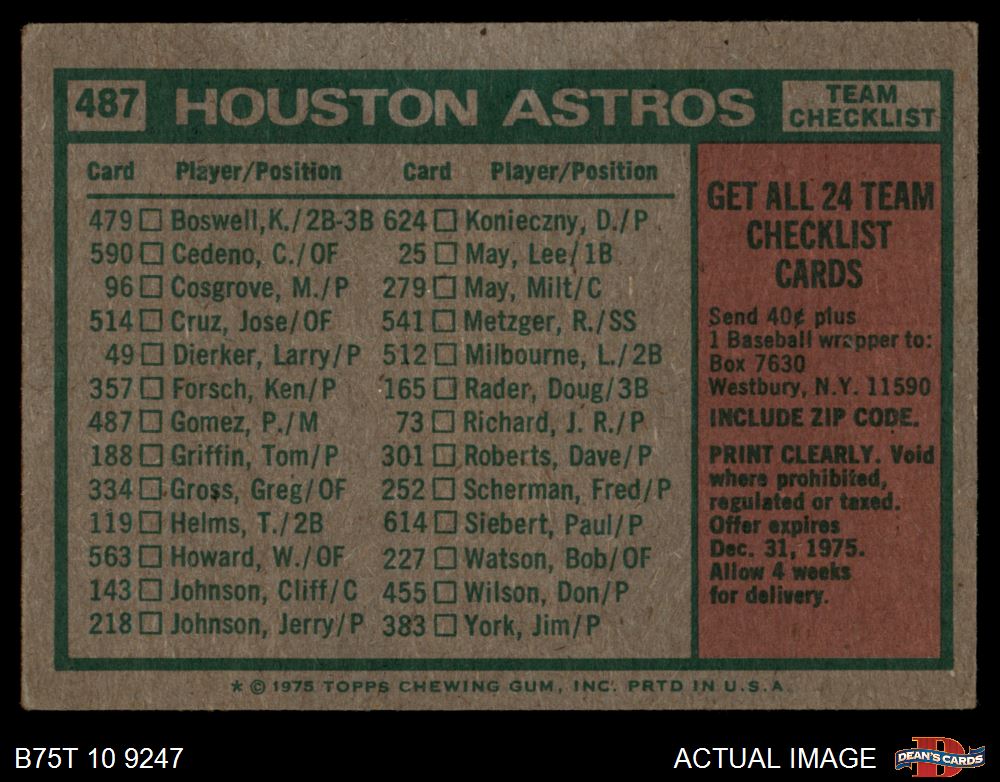 487 HOUSTON ASTROS TEAM CHECKLIST
Card Player/Position Card Player/Position
479 □ Boswell,K./2B-3B 624 □ Konieczny, D./P
590 □ Cedeno, C./OF 25 □ May, Lee/1B
96 □ Cosgrove, M./P 279 □ May, Milt/C
514 □ Cruz, Jose/OF 541 □ Metzger, R./SS
49 □ Dierker, Larry/P 512 □ Milbourne, L./2B
357 □ Forsch, Ken/P 165 □ Rader, Doug/3B
487 □ Gomez, P./M 73 □ Richard, J. R./P
188 □ Griffin, Tom/P 301 □ Roberts, Dave/P
334 □ Gross, Greg/OF 252 □ Scherman, Fred/P
119 □ Helms, T./2B 614 □ Siebert, Paul/P
563 □ Howard, W./OF 227 □ Watson, Bob/OF
143 □ Johnson, Cliff/C 455 □ Wilson, Don/P
218 □ Johnson, Jerry/P 383 □ York, Jim/P
GET ALL 24 TEAM
CHECKLIST
CARDS
Send 40¢ plus
1 Baseball wrapper to:
Box 7630
Westbury, N.Y. 11590
INCLUDE ZIP CODE.
PRINT CLEARLY. Void
where prohibited,
regulated or taxed.
Offer expires
Dec. 31, 1975.
Allow 4 weeks
for delivery.
* © 1975 TOPPS CHEWING GUM, INC. PRTD IN U.S.A.
B75T 10 9247
ACTUAL IMAGE
D
DEAN'S CARDS